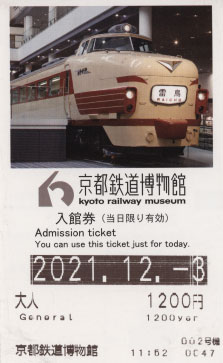 雷鳥
RAICHO
京都鉄道博物館
kyoto railway museum
入館券（当日限り有効）
Admission ticket
You can use this ticket just for today.
2021.12.-3
大人 1200円
General 1200yen
京都鉄道博物館 002号機
11:52 0047